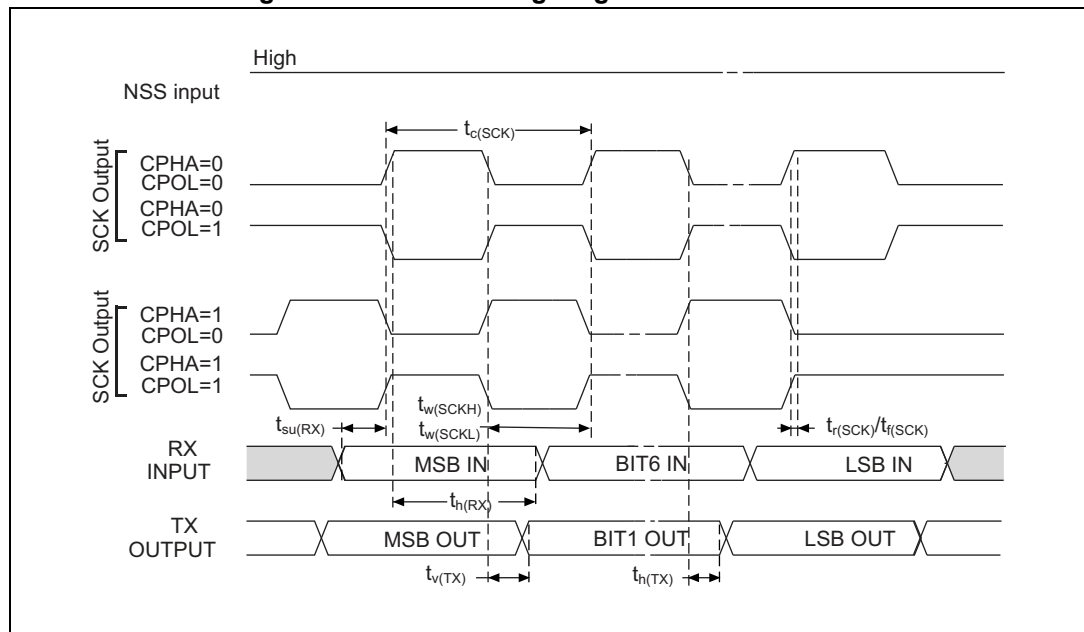 High
NSS input
tc(SCK)
SCK Output
CPHA=0
CPOL=0
CPHA=0
CPOL=1
SCK Output
CPHA=1
CPOL=0
CPHA=1
CPOL=1
tw(SCKH)
tw(SCKL)
tsu(RX)
tr(SCK)/tf(SCK)
RX
INPUT
MSB IN
BIT6 IN
LSB IN
th(RX)
TX
OUTPUT
MSB OUT
BIT1 OUT
LSB OUT
tv(TX)
th(TX)